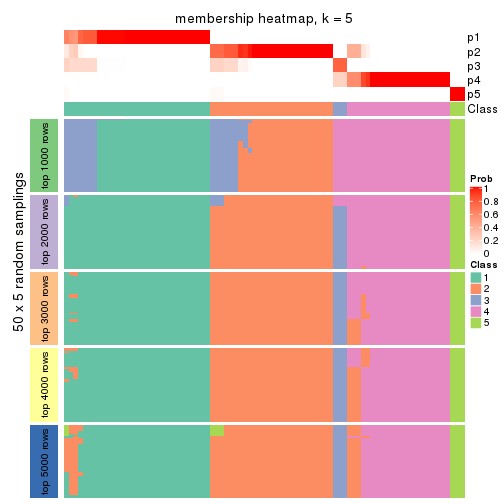 membership heatmap, k = 5
p1
p2
p3
p4
p5
Class
50 x 5 random samplings
top 1000 rows
top 2000 rows
top 3000 rows
top 4000 rows
top 5000 rows
Prob
1
0.8
0.6
0.4
0.2
0
Class
1
2
3
4
5